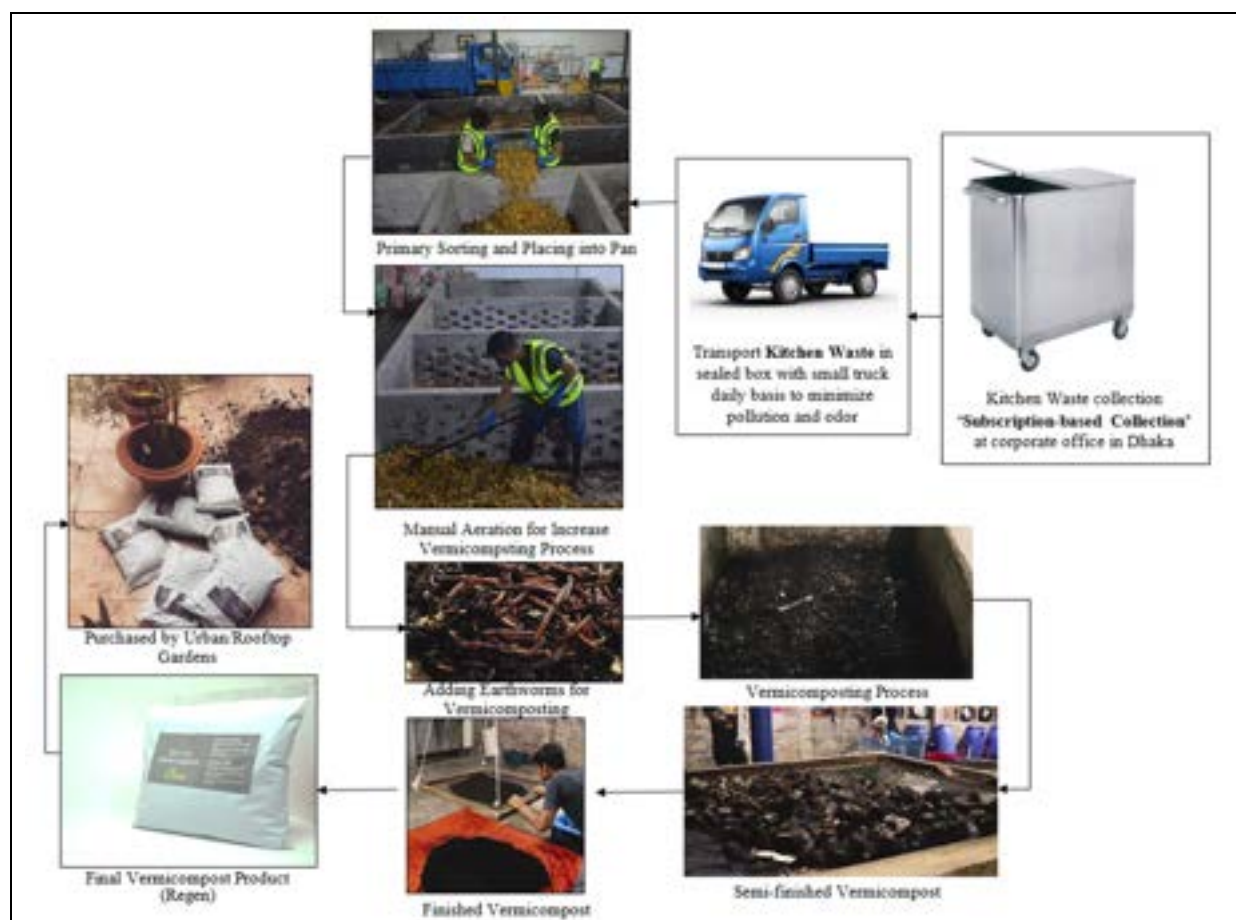 Kitchen Waste collection
"Subscription-based Collection"
at corporate office in Dhaka
Transport Kitchen Waste in
sealed box with small truck
daily basis to minimize
pollution and odor
Primary Sorting and Placing into Pan
Manual Aeration for Increase
Vermicompsting Process
Adding Earthworms for
Vermicomposting
Vermicomposting Process
Semi-finished Vermicompost
Finished Vermicompost
Final Vermicompost Product
(Regen)
Purchased by Urban/Rooftop
Gardens